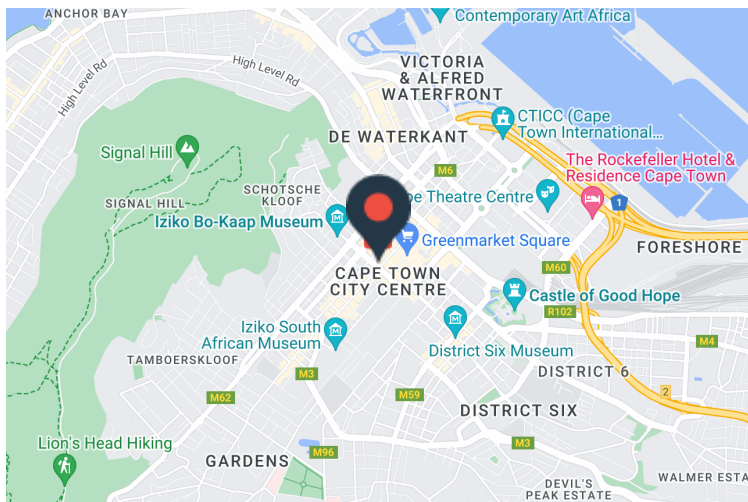 ANCHOR BAY
Contemporary Art Africa
High Level Rd
High Level Rd
VICTORIA
& ALFRED
WATERFRONT
CTICC (Cape
Town International...
DE WATERKANT
Signal Hill
M6
The Rockefeller Hotel &
Residence Cape Town
SCHOTSCHE
KLOOF
Theatre Centre
SIGNAL HILL
1
Iziko Bo-Kaap Museum
Greenmarket Square
FORESHORE
M60
CAPE TOWN
CITY CENTRE
Castle of Good Hope
R102
Iziko South
African Museum
District Six Museum
M4
TAMBOERSKLOOF
M3
DISTRICT 6
M62
M59
2
DISTRICT SIX
Lion's Head Hiking
M3
M96
GARDENS
DEVIL'S
PEAK ESTATE
WALMER ESTA